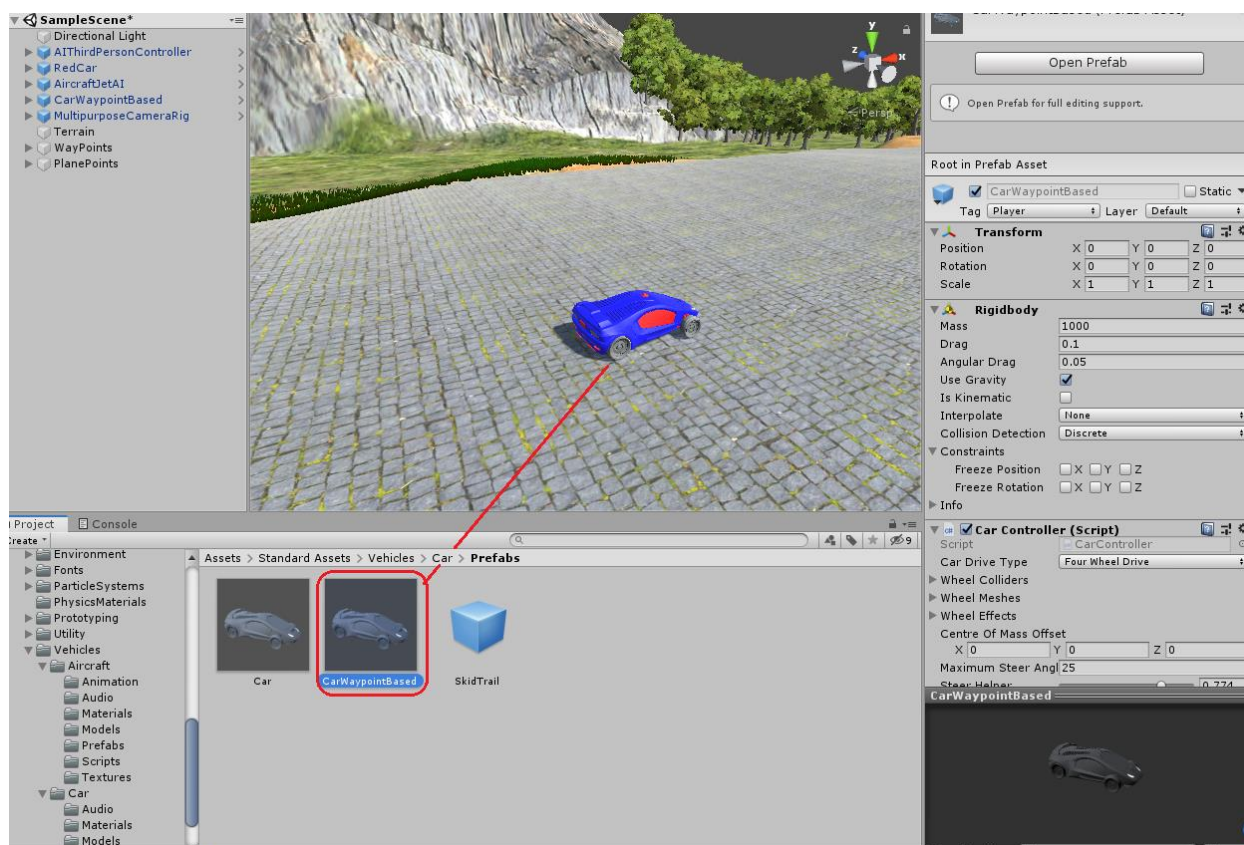 SampleScene*
Directional Light
AIThirdPersonController
RedCar
AircraftJetAI
CarWaypointBased
MultipurposeCameraRig
Terrain
WayPoints
PlanePoints
y
z
x
Persp
Open Prefab
Open Prefab for full editing support.
Root in Prefab Asset
CarWaypointBased
Static
Tag Player Layer Default
Transform
Position X 0 Y 0 Z 0
Rotation X 0 Y 0 Z 0
Scale X 1 Y 1 Z 1
Rigidbody
Mass 1000
Drag 0.1
Angular Drag 0.05
Use Gravity
Is Kinematic
Interpolate None
Collision Detection Discrete
Constraints
Freeze Position X Y Z
Freeze Rotation X Y Z
Info
Car Controller (Script)
Script CarController
Car Drive Type Four Wheel Drive
Wheel Colliders
Wheel Meshes
Wheel Effects
Centre Of Mass Offset
X 0 Y 0 Z 0
Maximum Steer Angl 25
Steer Helper 0.774
CarWaypointBased
Project Console
Create
9
Environment
Fonts
ParticleSystems
PhysicsMaterials
Prototyping
Utility
Vehicles
Aircraft
Animation
Audio
Materials
Models
Prefabs
Scripts
Textures
Car
Audio
Materials
Models
Assets > Standard Assets > Vehicles > Car > Prefabs
Car
CarWaypointBased
SkidTrail